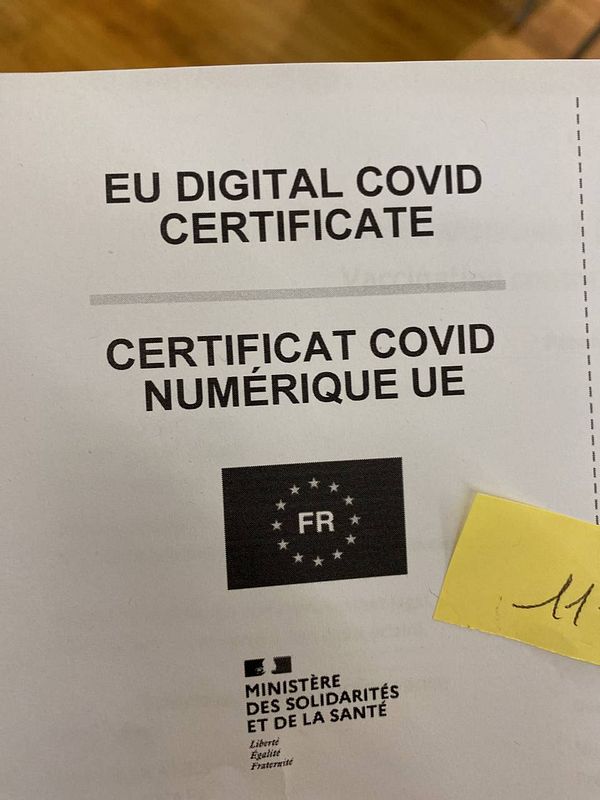 EU DIGITAL COVID
CERTIFICATE
CERTIFICAT COVID
NUMÉRIQUE UE
FR
11
MINISTÈRE
DES SOLIDARITÉS
ET DE LA SANTÉ
Liberté
Égalité
Fraternité